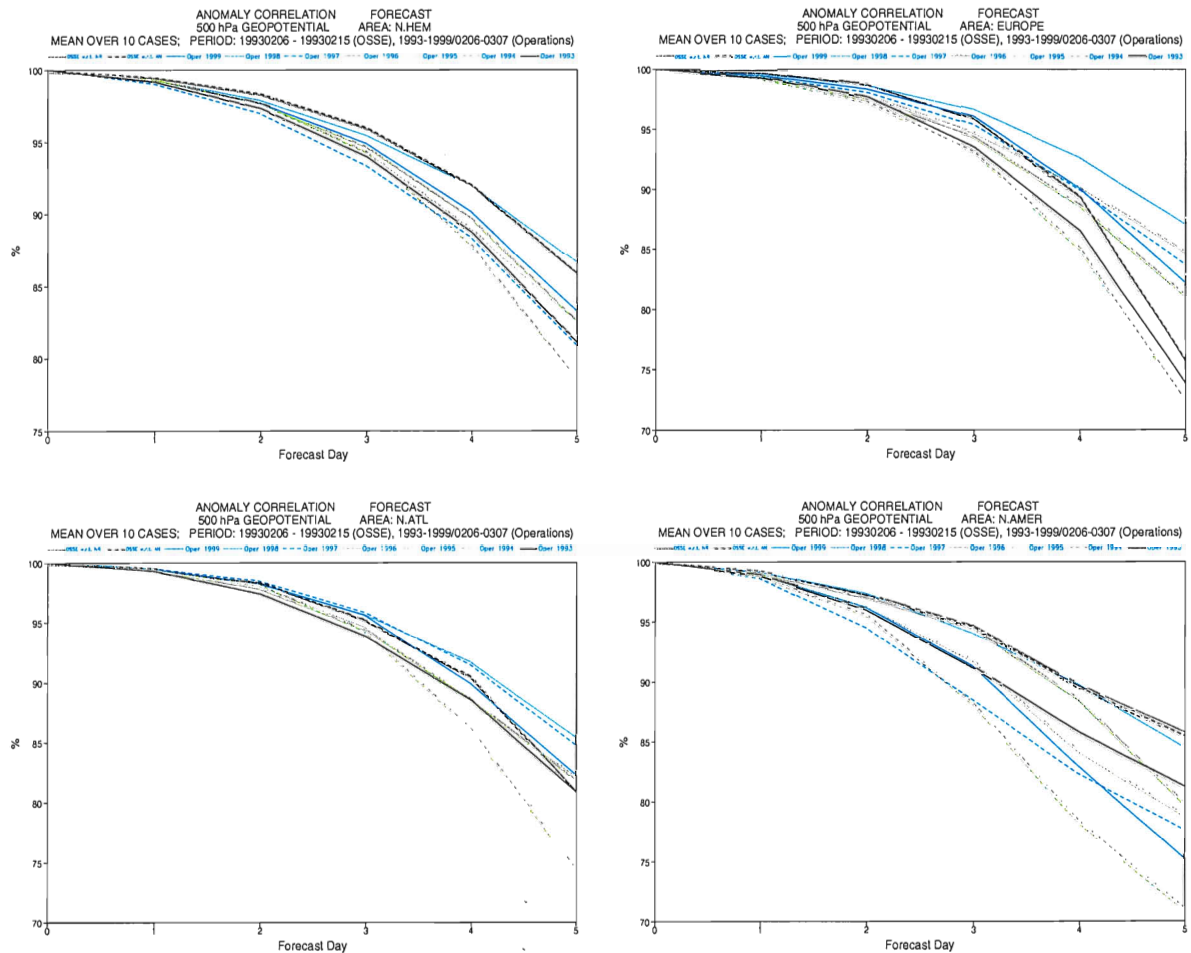 ANOMALY CORRELATION FORECAST
500 hPa GEOPOTENTIAL AREA: N.HEM
MEAN OVER 10 CASES; PERIOD: 19930206 - 19930215 (OSSE), 1993-1999/0206-0307 (Operations)
Oper 1999 Oper 1998 Oper 1997 Oper 1996 Oper 1995 Oper 1994 Oper 1993
100
95
90
%
85
80
75
0 1 2 3 4 5
Forecast Day
ANOMALY CORRELATION FORECAST
500 hPa GEOPOTENTIAL AREA: EUROPE
MEAN OVER 10 CASES; PERIOD: 19930206 - 19930215 (OSSE), 1993-1999/0206-0307 (Operations)
Oper 1999 Oper 1998 Oper 1997 Oper 1996 Oper 1995 Oper 1994 Oper 1993
100
95
90
%
85
80
75
70
0 1 2 3 4 5
Forecast Day
ANOMALY CORRELATION FORECAST
500 hPa GEOPOTENTIAL AREA: N.ATL
MEAN OVER 10 CASES; PERIOD: 19930206 - 19930215 (OSSE), 1993-1999/0206-0307 (Operations)
Oper 1999 Oper 1998 Oper 1997 Oper 1996 Oper 1995 Oper 1994 Oper 1993
100
95
90
%
85
80
75
70
0 1 2 3 4 5
Forecast Day
ANOMALY CORRELATION FORECAST
500 hPa GEOPOTENTIAL AREA: N.AMER
MEAN OVER 10 CASES; PERIOD: 19930206 - 19930215 (OSSE), 1993-1999/0206-0307 (Operations)
Oper 1999 Oper 1998 Oper 1997 Oper 1996 Oper 1995 Oper
100
95
90
%
85
80
75
70
0 1 2 3 4 5
Forecast Day